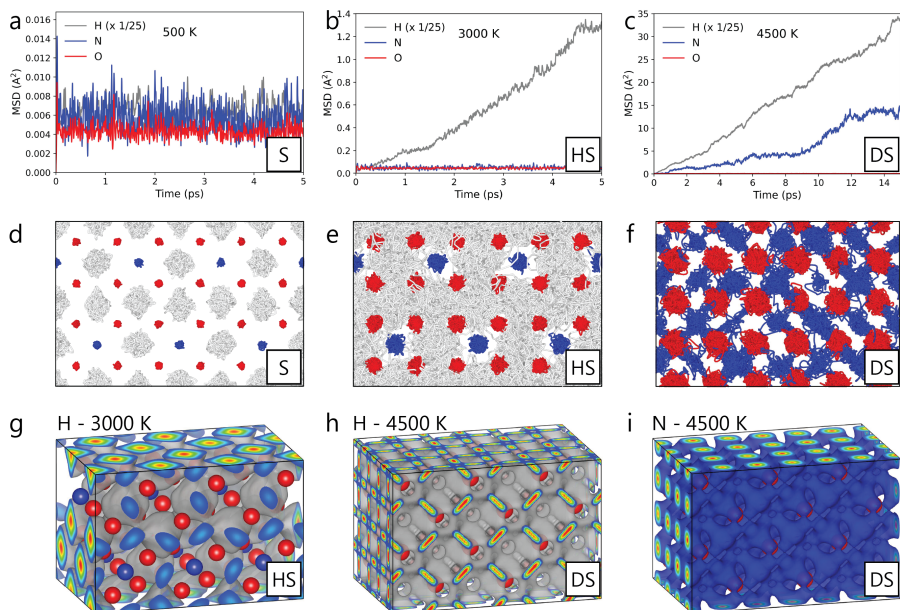 a
500 K
H (x 1/25)
N
O
MSD (Å²)
0.016
0.014
0.012
0.010
0.008
0.006
0.004
0.002
0.000
0
1
2
3
4
5
Time (ps)
S
b
3000 K
H (x 1/25)
N
O
MSD (Å²)
1.4
1.2
1.0
0.8
0.6
0.4
0.2
0.0
0
1
2
3
4
5
Time (ps)
HS
c
4500 K
H (x 1/25)
N
O
MSD (Å²)
35
30
25
20
15
10
5
0
0
2
4
6
8
10
12
14
Time (ps)
DS
d
S
e
HS
f
DS
g H - 3000 K
HS
h H - 4500 K
DS
i N - 4500 K
DS